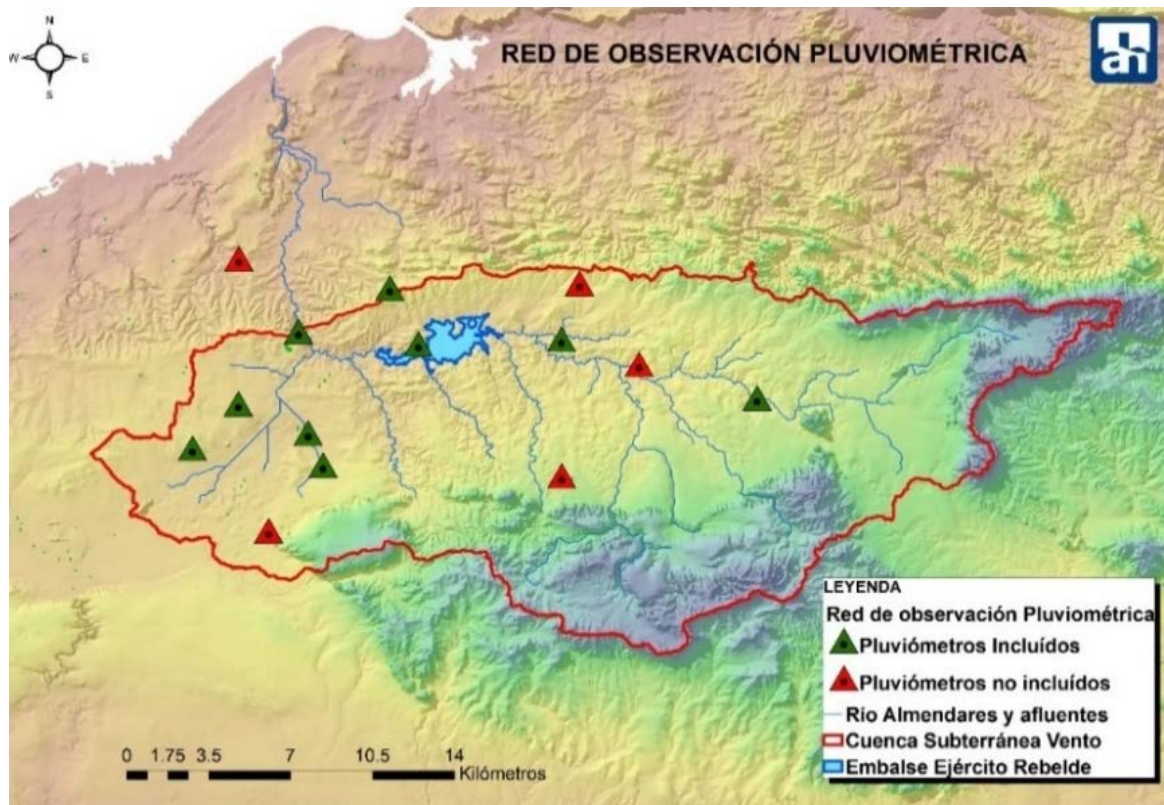 N
W E
S
RED DE OBSERVACIÓN PLUVIOMÉTRICA
LEYENDA
Red de observación Pluviométrica
Pluviómetros Incluídos
Pluviómetros no incluídos
Rio Almendares y afluentes
Cuenca Subterránea Vento
Embalse Ejército Rebelde
0 1.75 3.5 7 10.5 14
Kilómetros